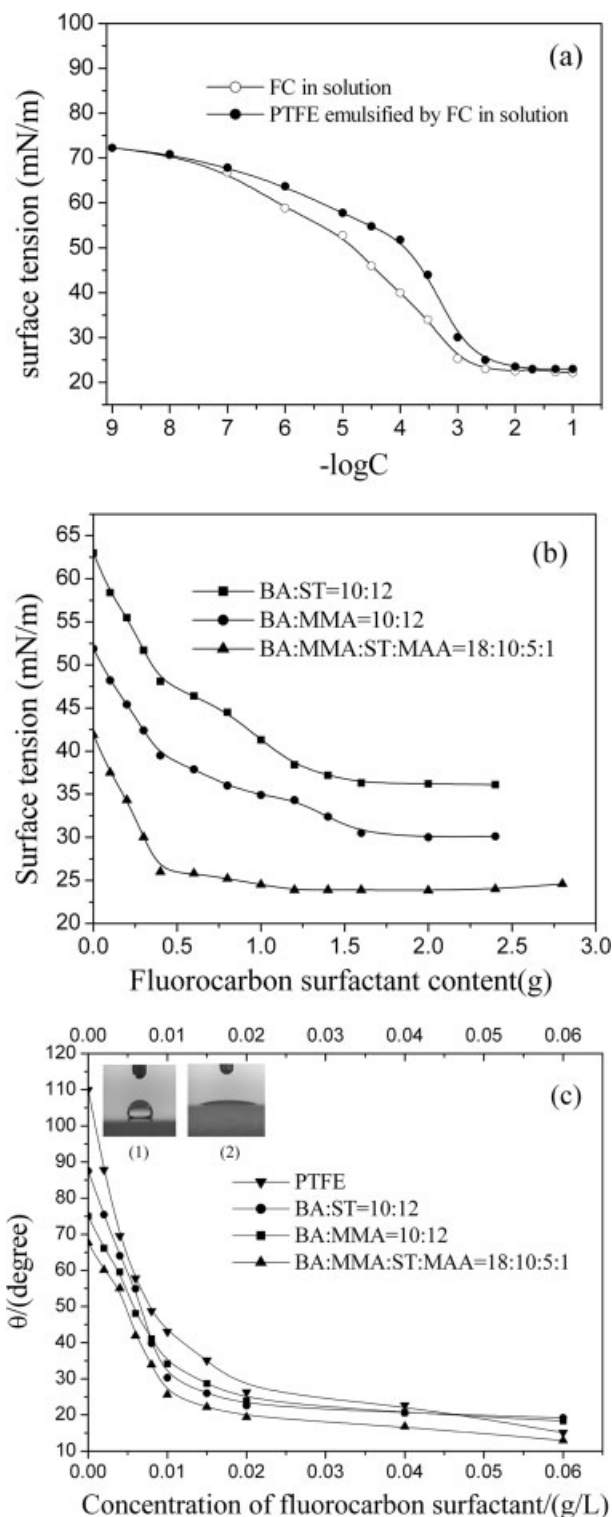 (a)
FC in solution
PTFE emulsified by FC in solution
100
90
80
70
60
50
40
30
20
surface tension (mN/m)
9 8 7 6 5 4 3 2 1
-logC
(b)
BA:ST=10:12
BA:MMA=10:12
BA:MMA:ST:MAA=18:10:5:1
65
60
55
50
45
40
35
30
25
20
Surface tension (mN/m)
0.0 0.5 1.0 1.5 2.0 2.5 3.0
Fluorocarbon surfactant content(g)
0.00 0.01 0.02 0.03 0.04 0.05 0.06
(c)
(1) (2)
PTFE
BA:ST=10:12
BA:MMA=10:12
BA:MMA:ST:MAA=18:10:5:1
120
110
100
90
80
70
60
50
40
30
20
10
θ/(degree)
0.00 0.01 0.02 0.03 0.04 0.05 0.06
Concentration of fluorocarbon surfactant/(g/L)